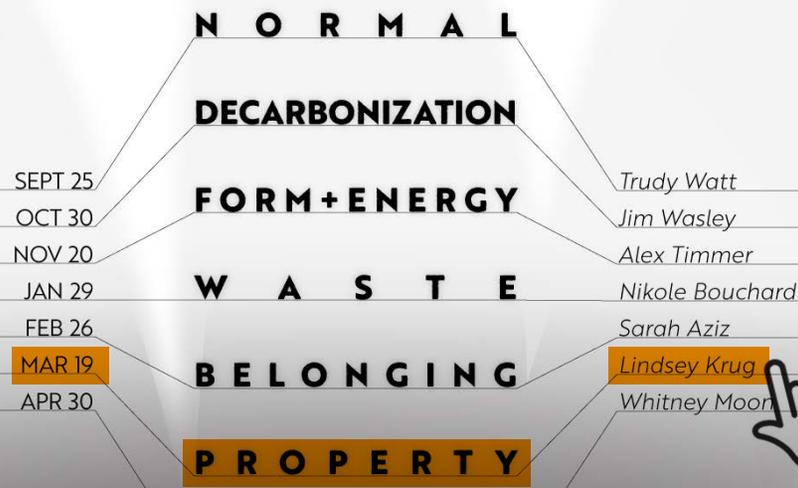 NORMAL
DECARBONIZATION
SEPT 25
Trudy Watt
OCT 30
FORM+ENERGY
Jim Wasley
NOV 20
Alex Timmer
JAN 29
WASTE
Nikole Bouchard
FEB 26
Sarah Aziz
MAR 19
BELONGING
Lindsey Krug
APR 30
Whitney Moon
PROPERTY